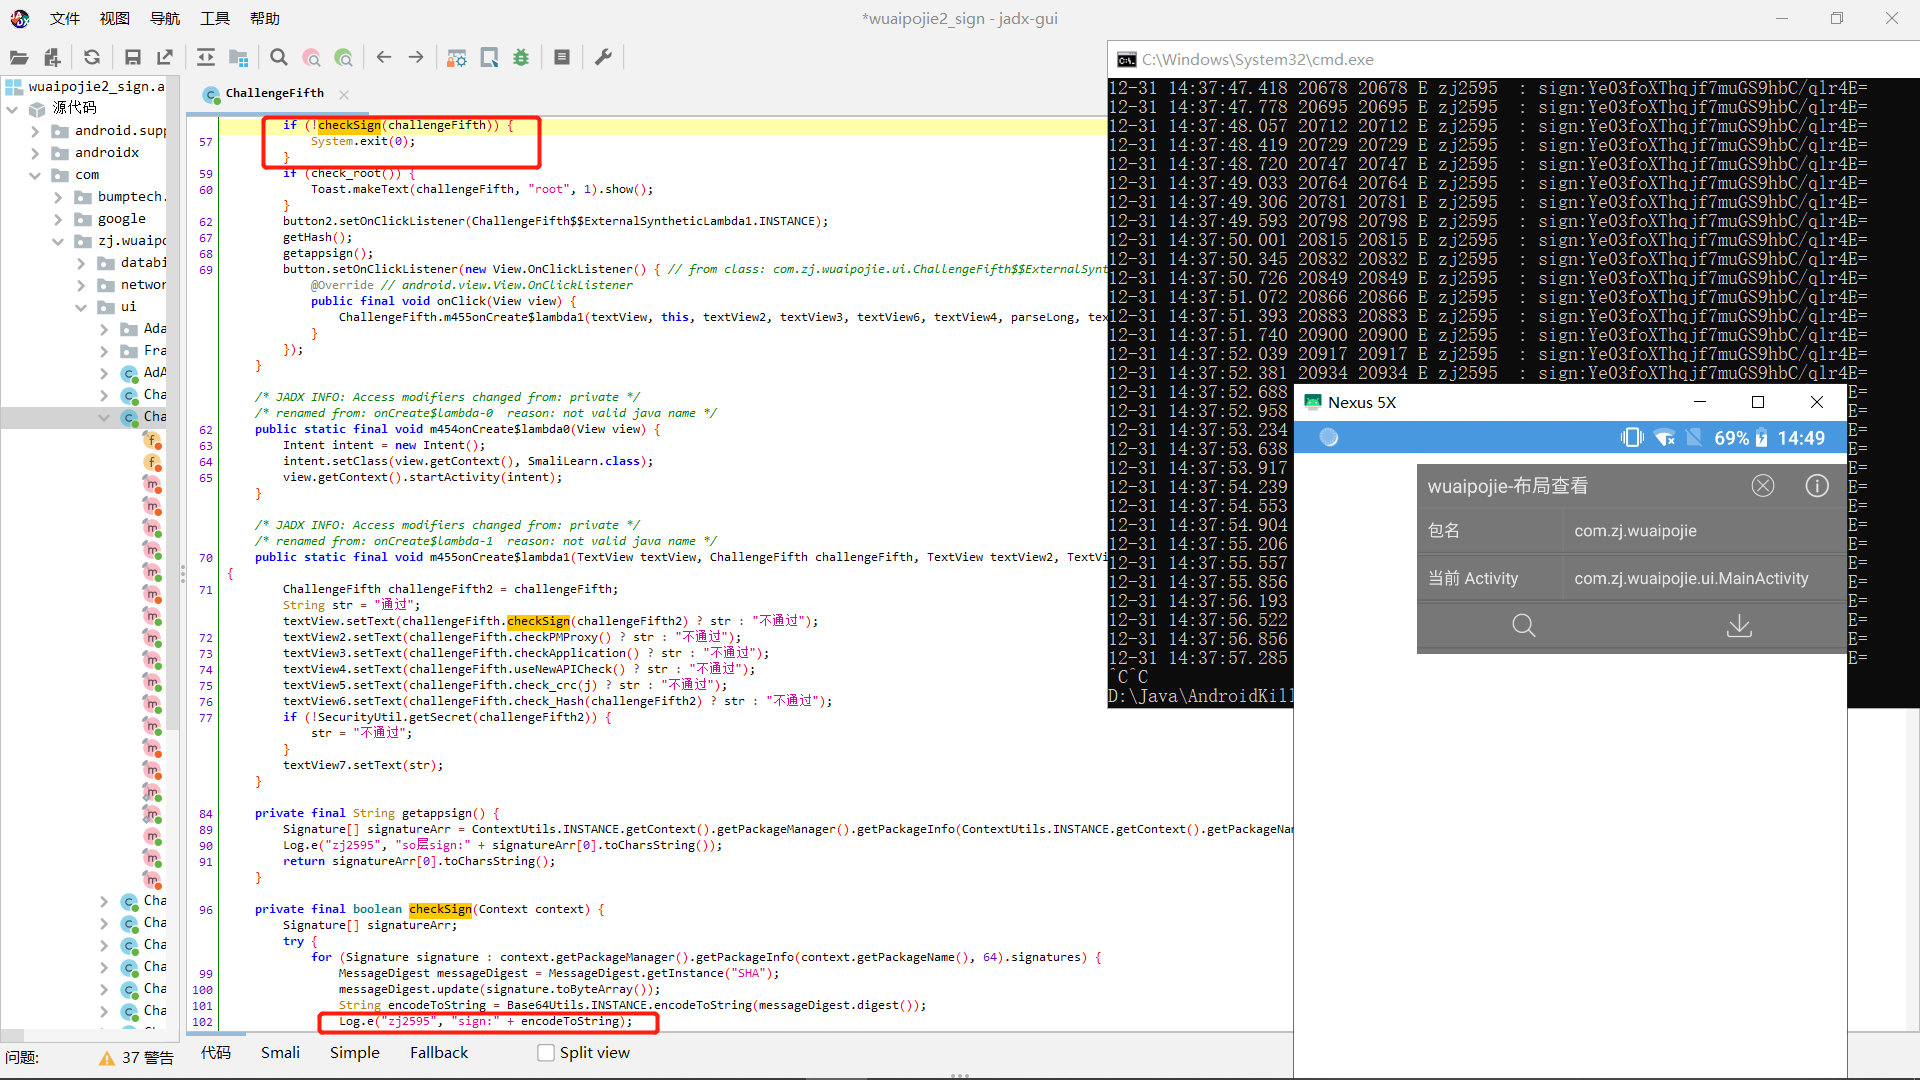 文件 视图 导航 工具 帮助
*wuaipojie2_sign - jadx-gui
wuaipojie2_sign.a
源代码
android.supp
androidx
com
bumptech.
google
zj.wuaipo
databi
networ
ui
Ada
Fra
AdA
Cha
Cha
Cha
Cha
Cha
Cha
Cha
Cha
问题: 37 警告
ChallengeFifth
if (!checkSign(challengeFifth)) {
57 System.exit(0);
}
59 if (check_root()) {
60 Toast.makeText(challengeFifth, "root", 1).show();
}
62 button2.setOnClickListener(ChallengeFifth$$ExternalSyntheticLambda1.INSTANCE);
67 getHash();
68 getappsign();
69 button.setOnClickListener(new View.OnClickListener() { // from class: com.zj.wuaipojie.ui.ChallengeFifth$$ExternalSynt
@Override // android.view.View.OnClickListener
public final void onClick(View view) {
ChallengeFifth.m455onCreate$lambda1(textView, this, textView2, textView3, textView6, textView4, parseLong, tex
}
});
}
/* JADX INFO: Access modifiers changed from: private */
/* renamed from: onCreate$lambda-0  reason: not valid java name */
62 public static final void m454onCreate$lambda0(View view) {
63 Intent intent = new Intent();
64 intent.setClass(view.getContext(), SmaliLearn.class);
65 view.getContext().startActivity(intent);
}
/* JADX INFO: Access modifiers changed from: private */
/* renamed from: onCreate$lambda-1  reason: not valid java name */
70 public static final void m455onCreate$lambda1(TextView textView, ChallengeFifth challengeFifth, TextView textView2, TextVi
{
71 ChallengeFifth challengeFifth2 = challengeFifth;
String str = "通过";
textView.setText(challengeFifth.checkSign(challengeFifth2) ? str : "不通过");
72 textView2.setText(challengeFifth.checkPMProxy() ? str : "不通过");
73 textView3.setText(challengeFifth.checkApplication() ? str : "不通过");
74 textView4.setText(challengeFifth.useNewAPICheck() ? str : "不通过");
75 textView5.setText(challengeFifth.check_crc(j) ? str : "不通过");
76 textView6.setText(challengeFifth.check_Hash(challengeFifth2) ? str : "不通过");
77 if (!SecurityUtil.getSecret(challengeFifth2)) {
str = "不通过";
}
textView7.setText(str);
}
84 private final String getappsign() {
89 Signature[] signatureArr = ContextUtils.INSTANCE.getContext().getPackageManager().getPackageInfo(ContextUtils.INSTANCE.getContext().getPackageNam
90 Log.e("zj2595", "so层sign:" + signatureArr[0].toCharsString());
91 return signatureArr[0].toCharsString();
}
96 private final boolean checkSign(Context context) {
Signature[] signatureArr;
try {
for (Signature signature : context.getPackageManager().getPackageInfo(context.getPackageName(), 64).signatures) {
99 MessageDigest messageDigest = MessageDigest.getInstance("SHA");
100 messageDigest.update(signature.toByteArray());
101 String encodeToString = Base64Utils.INSTANCE.encodeToString(messageDigest.digest());
102 Log.e("zj2595", "sign:" + encodeToString);
代码 Smali Simple Fallback Split view
C:\Windows\System32\cmd.exe
12-31 14:37:47.418 20678 20678 E zj2595  : sign:Ye03foXThqjf7muGS9hbC/qlr4E=
12-31 14:37:47.778 20695 20695 E zj2595  : sign:Ye03foXThqjf7muGS9hbC/qlr4E=
12-31 14:37:48.057 20712 20712 E zj2595  : sign:Ye03foXThqjf7muGS9hbC/qlr4E=
12-31 14:37:48.419 20729 20729 E zj2595  : sign:Ye03foXThqjf7muGS9hbC/qlr4E=
12-31 14:37:48.720 20747 20747 E zj2595  : sign:Ye03foXThqjf7muGS9hbC/qlr4E=
12-31 14:37:49.033 20764 20764 E zj2595  : sign:Ye03foXThqjf7muGS9hbC/qlr4E=
12-31 14:37:49.306 20781 20781 E zj2595  : sign:Ye03foXThqjf7muGS9hbC/qlr4E=
12-31 14:37:49.593 20798 20798 E zj2595  : sign:Ye03foXThqjf7muGS9hbC/qlr4E=
12-31 14:37:50.001 20815 20815 E zj2595  : sign:Ye03foXThqjf7muGS9hbC/qlr4E=
12-31 14:37:50.345 20832 20832 E zj2595  : sign:Ye03foXThqjf7muGS9hbC/qlr4E=
12-31 14:37:50.726 20849 20849 E zj2595  : sign:Ye03foXThqjf7muGS9hbC/qlr4E=
12-31 14:37:51.072 20866 20866 E zj2595  : sign:Ye03foXThqjf7muGS9hbC/qlr4E=
12-31 14:37:51.393 20883 20883 E zj2595  : sign:Ye03foXThqjf7muGS9hbC/qlr4E=
12-31 14:37:51.740 20900 20900 E zj2595  : sign:Ye03foXThqjf7muGS9hbC/qlr4E=
12-31 14:37:52.039 20917 20917 E zj2595  : sign:Ye03foXThqjf7muGS9hbC/qlr4E=
12-31 14:37:52.381 20934 20934 E zj2595  : sign:Ye03foXThqjf7muGS9hbC/qlr4E=
12-31 14:37:52.688 E=
12-31 14:37:52.958 E=
12-31 14:37:53.234 E=
12-31 14:37:53.638 E=
12-31 14:37:53.917 E=
12-31 14:37:54.239 E=
12-31 14:37:54.553 E=
12-31 14:37:54.904 E=
12-31 14:37:55.206 E=
12-31 14:37:55.557 E=
12-31 14:37:55.856 E=
12-31 14:37:56.193 E=
12-31 14:37:56.522 E=
12-31 14:37:56.856 E=
12-31 14:37:57.285 E=
^C^C
D:\Java\AndroidKill
Nexus 5X
69% 14:49
wuaipojie-布局查看
包名 com.zj.wuaipojie
当前 Activity com.zj.wuaipojie.ui.MainActivity